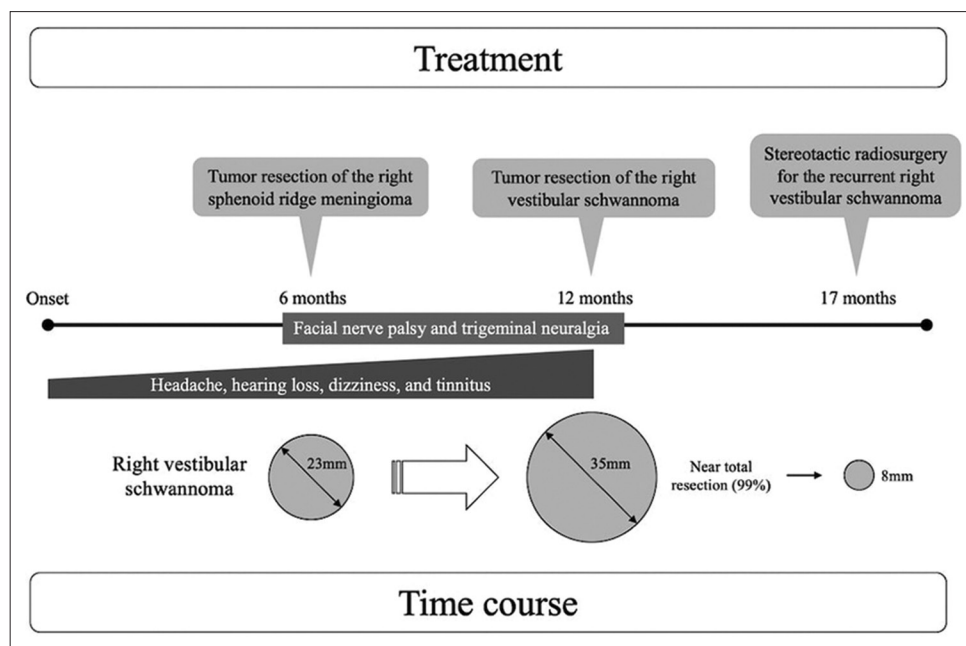 Treatment
Tumor resection of the right
sphenoid ridge meningioma
Tumor resection of the right
vestibular schwannoma
Stereotactic radiosurgery
for the recurrent right
vestibular schwannoma
Onset
6 months
12 months
17 months
Facial nerve palsy and trigeminal neuralgia
Headache, hearing loss, dizziness, and tinnitus
Right vestibular
schwannoma
23mm
35mm
Near total
resection (99%)
8mm
Time course